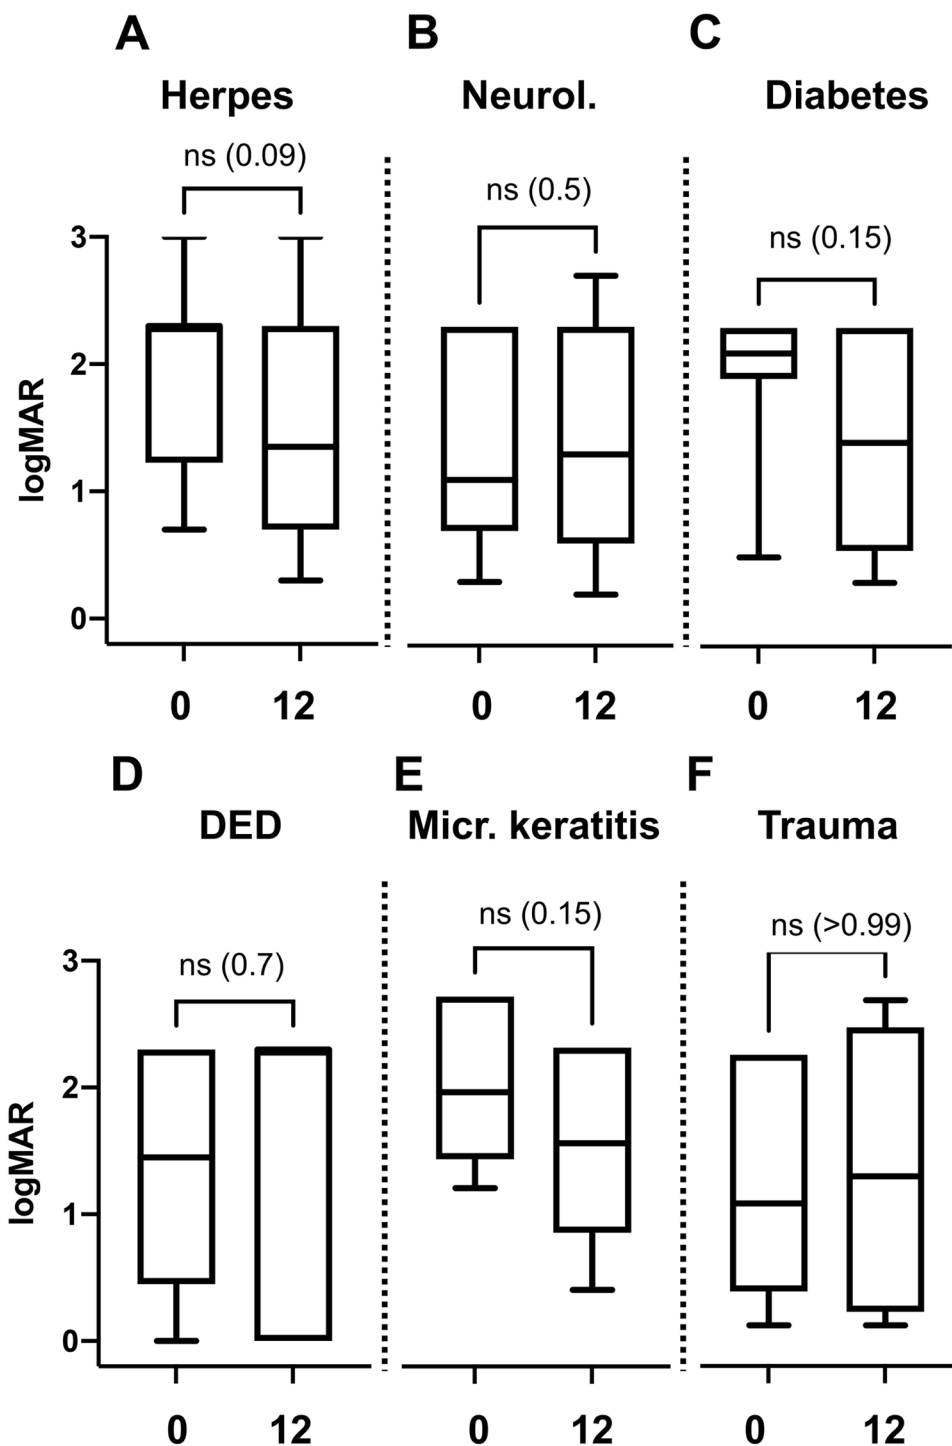 A
Herpes
ns (0.09)
B
Neurol.
ns (0.5)
C
Diabetes
ns (0.15)
logMAR
3
2
1
0
0 12
0 12
0 12
D
DED
ns (0.7)
E
Micr. keratitis
ns (0.15)
F
Trauma
ns (>0.99)
logMAR
3
2
1
0
0 12
0 12
0 12